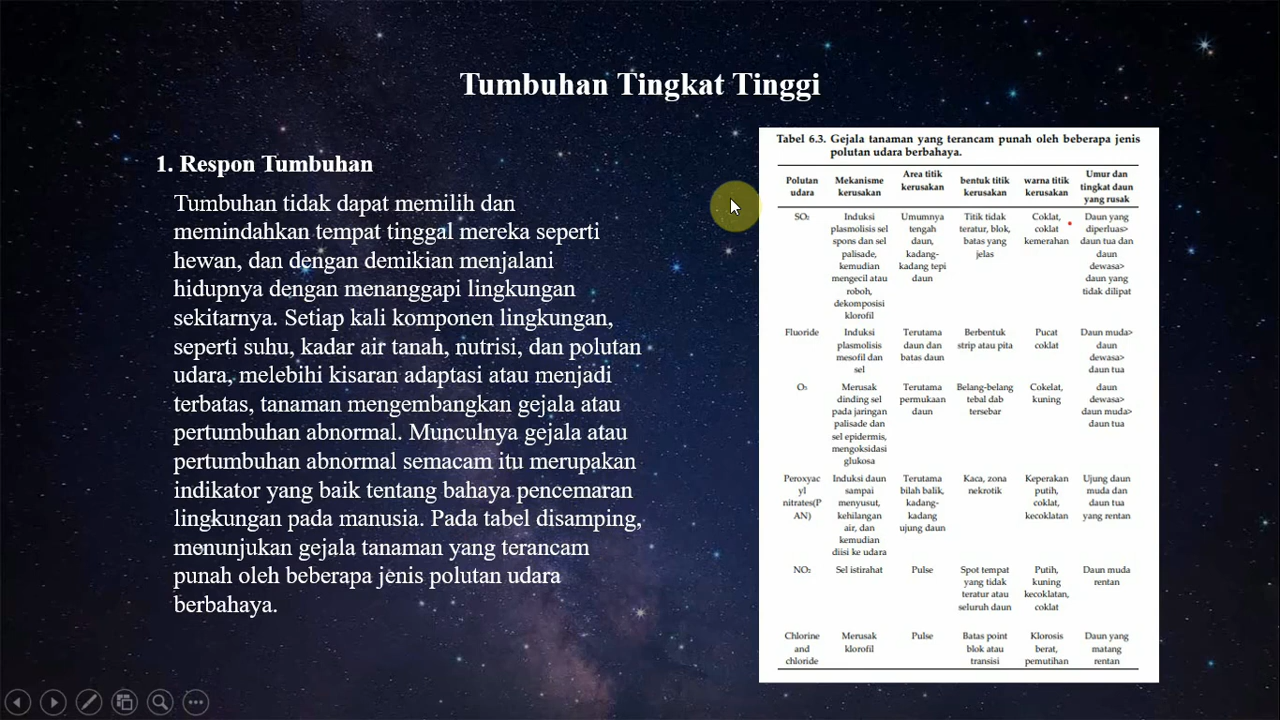 Tumbuhan Tingkat Tinggi
1. Respon Tumbuhan
Tumbuhan tidak dapat memilih dan
memindahkan tempat tinggal mereka seperti
hewan, dan dengan demikian menjalani
hidupnya dengan menanggapi lingkungan
sekitarnya. Setiap kali komponen lingkungan,
seperti suhu, kadar air tanah, nutrisi, dan polutan
udara, melebihi kisaran adaptasi atau menjadi
terbatas, tanaman mengembangkan gejala atau
pertumbuhan abnormal. Munculnya gejala atau
pertumbuhan abnormal semacam itu merupakan
indikator yang baik tentang bahaya pencemaran
lingkungan pada tanaman. Pada tabel disamping,
menunjukan gejala tanaman yang terancam
punah oleh beberapa jenis polutan udara
berbahaya.
Tabel 6.3. Gejala tanaman yang terancam punah oleh beberapa jenis
polutan udara berbahaya.
Polutan udara | Mekanisme kerusakan | Area titik kerusakan | bentuk titik kerusakan | warna titik kerusakan | Umur dan tingkat daun yang rusak
SO₂ | Induksi plasmolisis sel spons dan sel palisade, kemudian mengecil atau roboh, dekomposisi klorofil | Umumnya tengah daun, kadang-kadang tepi daun | Titik tidak teratur, blok, batas yang jelas | Coklat, coklat kemerahan | Daun yang diperluas> daun tua dan daun dewasa> daun yang tidak dilipat
Fluoride | Induksi plasmolisis mesofil dan sel | Terutama daun dan batas daun | Berbentuk strip atau pita | Pucat coklat | Daun muda> daun dewasa> daun tua
O₃ | Merusak dinding sel pada jaringan palisade dan sel epidermis, mengoksidasi glukosa | Terutama permukaan daun | Belang-belang tebal dab tersebar | Cokelat, kuning | daun dewasa> daun muda> daun tua
Peroxyacyl nitrates(PAN) | Induksi daun sampai menyusut, kehilangan air, dan kemudian diisi ke udara | Terutama bilah balik, kadang-kadang ujung daun | Kaca, zona nekrotik | Keperakan putih, coklat, kecoklatan | Ujung daun muda dan daun tua yang rentan
NO₂ | Sel istirahat | Pulse | Spot tempat yang tidak teratur atau seluruh daun | Putih, kuning kecoklatan, coklat | Daun muda rentan
Chlorine and chloride | Merusak klorofil | Pulse | Batas point blok atau transisi | Klorosis berat, pemutihan | Daun yang matang rentan